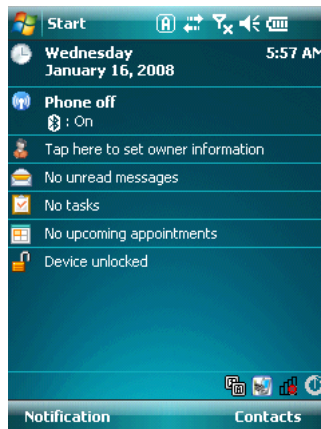 Start
Wednesday 5:57 AM
January 16, 2008
Phone off
: On
Tap here to set owner information
No unread messages
No tasks
No upcoming appointments
Device unlocked
Notification Contacts